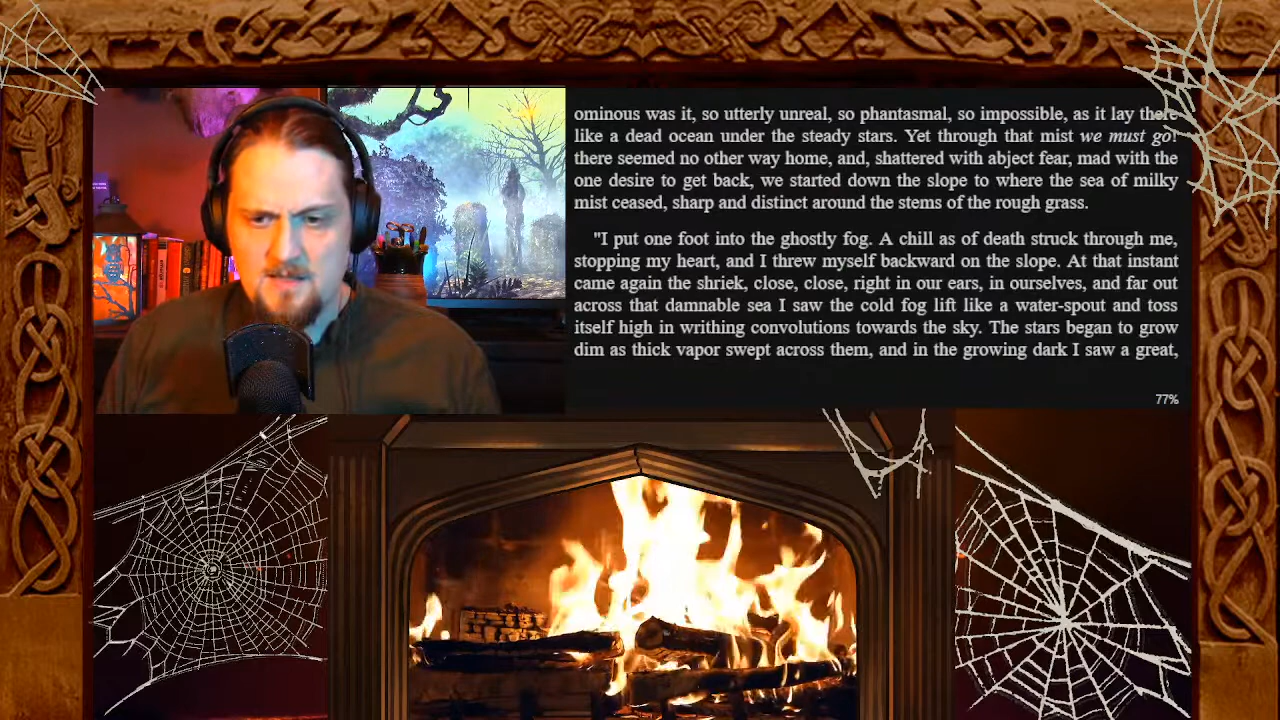 ominous was it, so utterly unreal, so phantasmal, so impossible, as it lay there
like a dead ocean under the steady stars. Yet through that mist we must go!
there seemed no other way home, and, shattered with abject fear, mad with the
one desire to get back, we started down the slope to where the sea of milky
mist ceased, sharp and distinct around the stems of the rough grass.
"I put one foot into the ghostly fog. A chill as of death struck through me,
stopping my heart, and I threw myself backward on the slope. At that instant
came again the shriek, close, close, right in our ears, in ourselves, and far out
across that damnable sea I saw the cold fog lift like a water-spout and toss
itself high in writhing convolutions towards the sky. The stars began to grow
dim as thick vapor swept across them, and in the growing dark I saw a great,
77%